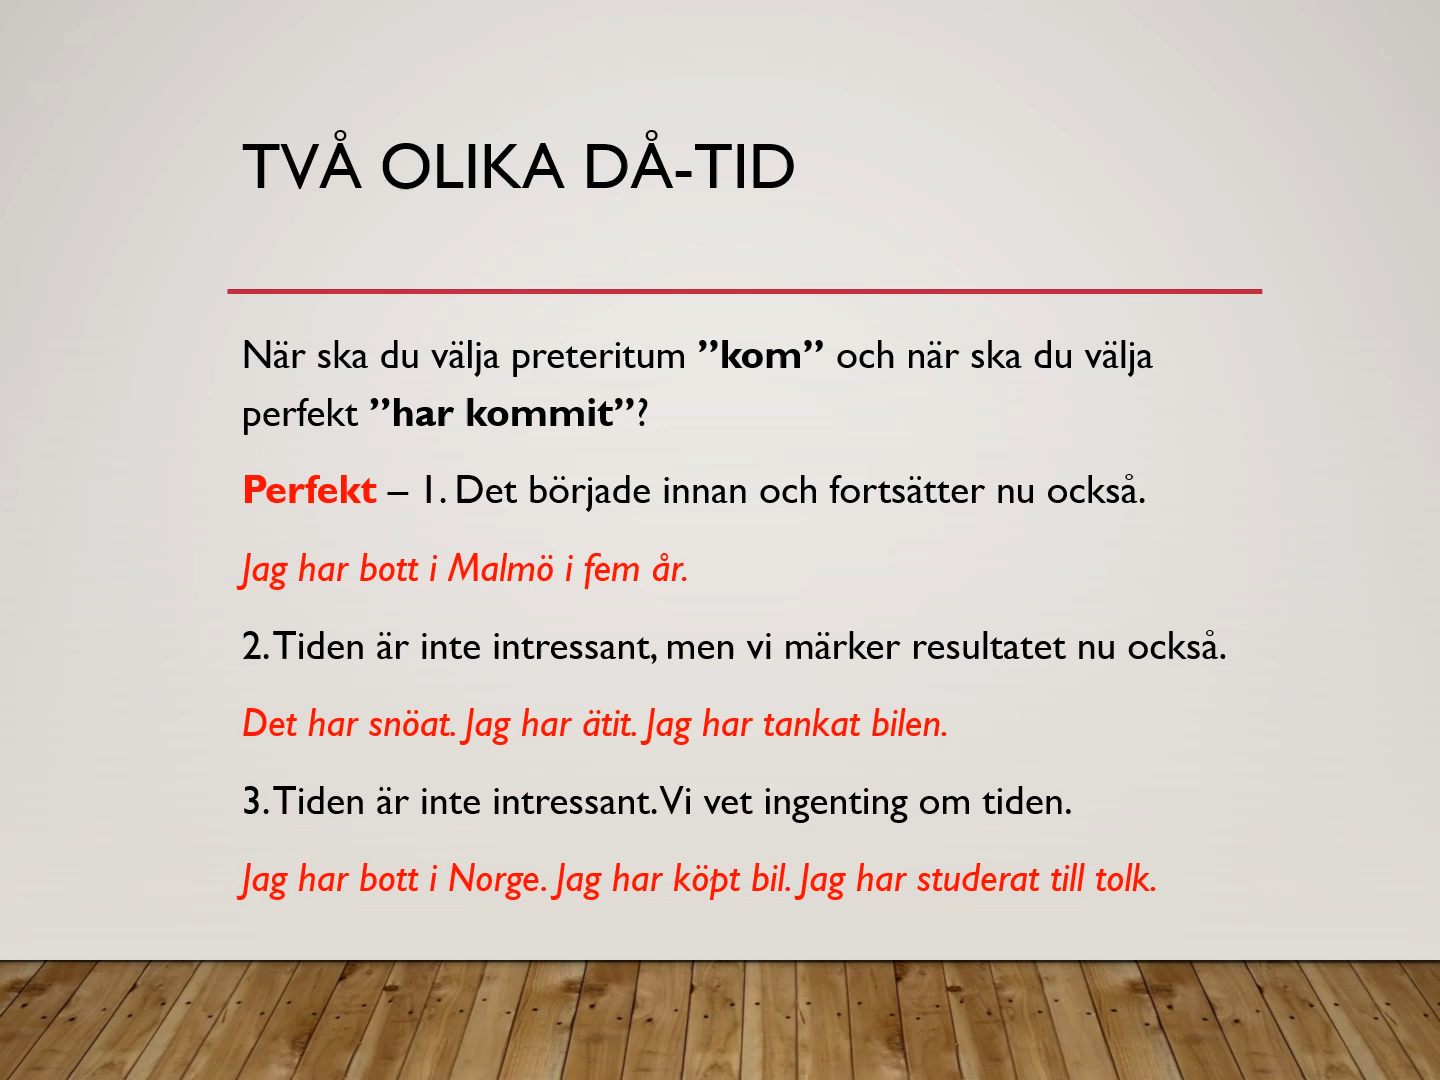 TVÅ OLIKA DÅ-TID
När ska du välja preteritum ”kom” och när ska du välja
perfekt ”har kommit”?
Perfekt – 1. Det började innan och fortsätter nu också.
Jag har bott i Malmö i fem år.
2. Tiden är inte intressant, men vi märker resultatet nu också.
Det har snöat. Jag har ätit. Jag har tankat bilen.
3. Tiden är inte intressant. Vi vet ingenting om tiden.
Jag har bott i Norge. Jag har köpt bil. Jag har studerat till tolk.